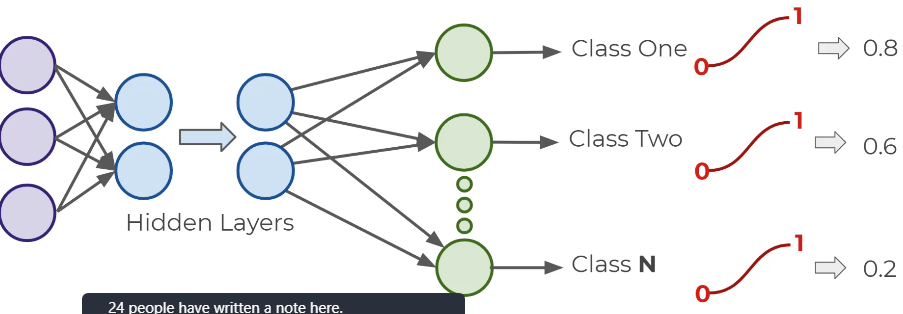 Class One 0 1 0.8
Class Two 0 1 0.6
Hidden Layers
Class N 0 1 0.2
24 people have written a note here.